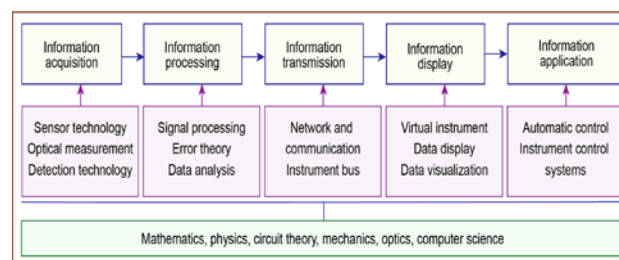 Information
acquisition
Information
processing
Information
transmission
Information
display
Information
application
Sensor technology
Optical measurement
Detection technology
Signal processing
Error theory
Data analysis
Network and
communication
Instrument bus
Virtual instrument
Data display
Data visualization
Automatic control
Instrument control
systems
Mathematics, physics, circuit theory, mechanics, optics, computer science